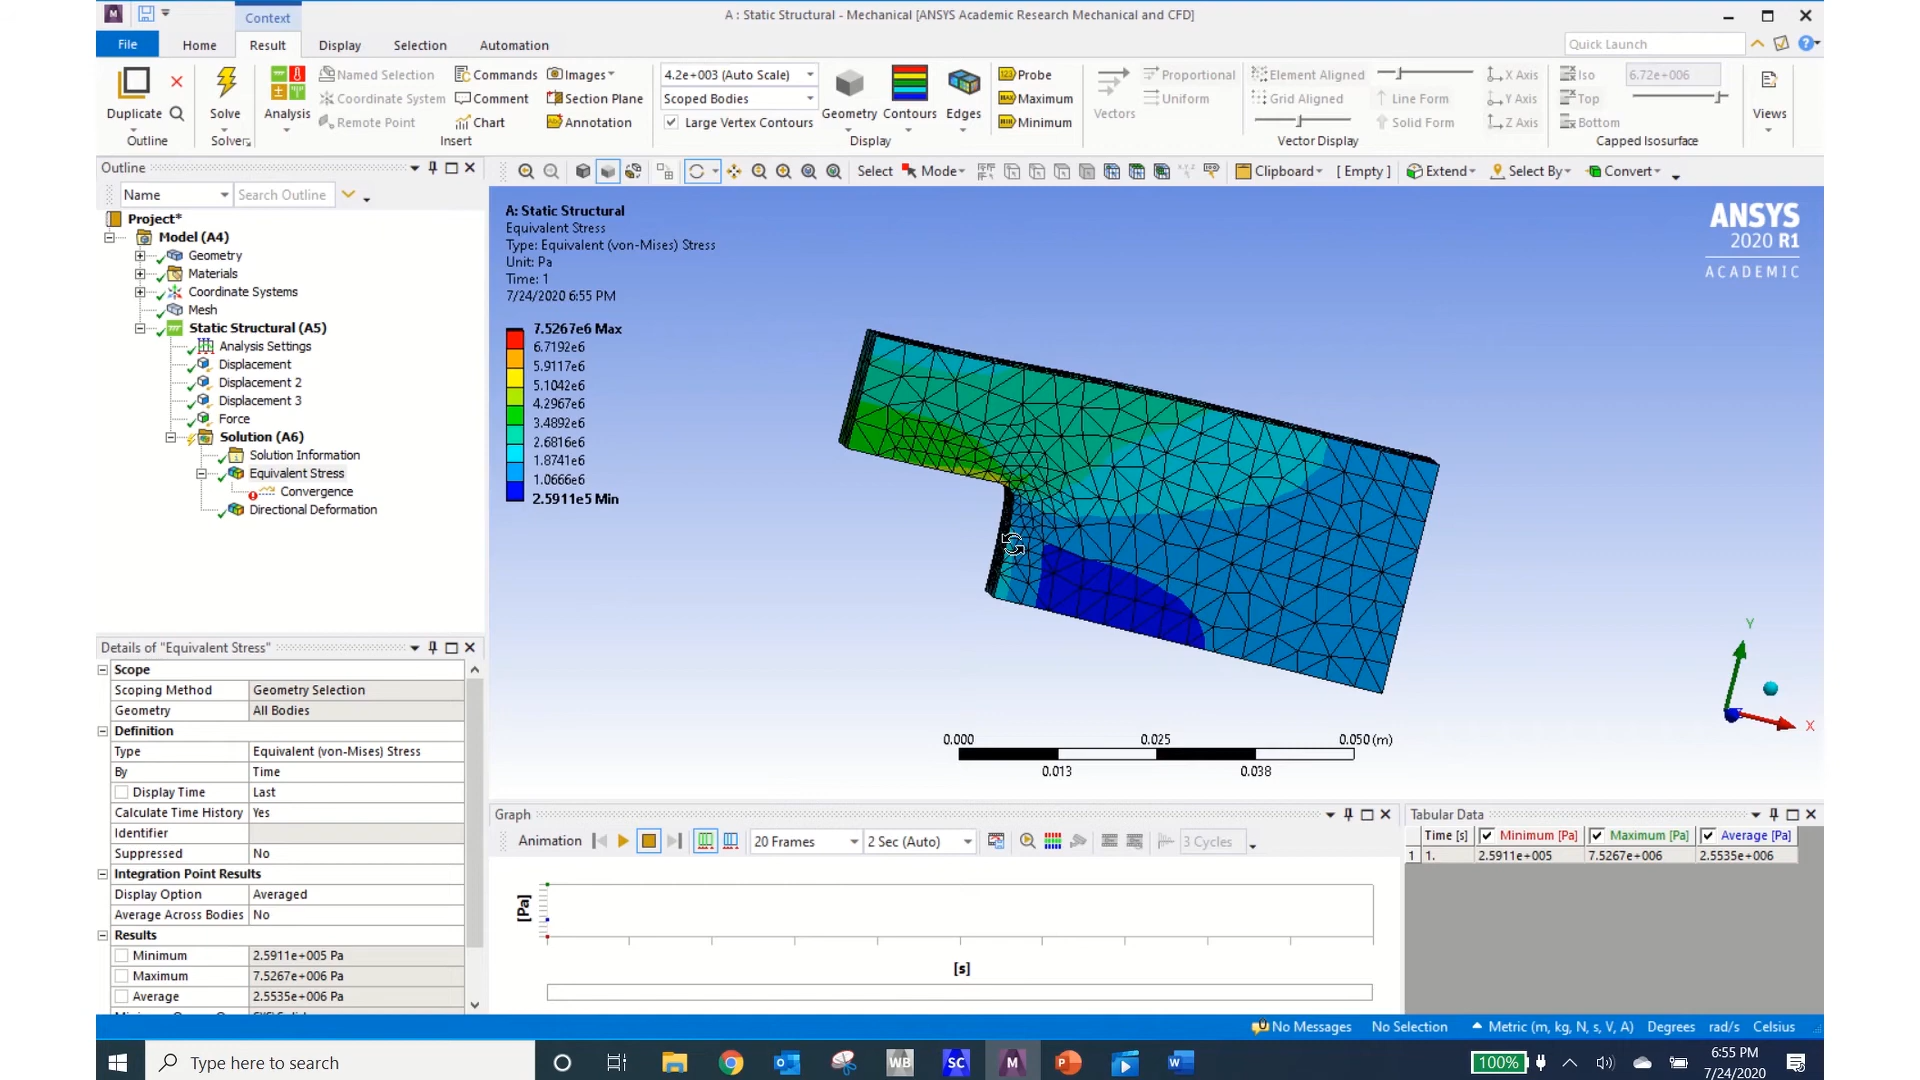 Context
A : Static Structural - Mechanical [ANSYS Academic Research Mechanical and CFD]
File Home Result Display Selection Automation
Quick Launch
Duplicate
Outline
Solve
Solver
Analysis
Named Selection
Coordinate System
Remote Point
Commands
Comment
Chart
Images
Section Plane
Annotation
Insert
4.2e+003 (Auto Scale)
Scoped Bodies
Large Vertex Contours
Geometry
Contours
Edges
Display
Probe
Maximum
Minimum
Vectors
Proportional
Uniform
Element Aligned
Grid Aligned
Line Form
Solid Form
X Axis
Y Axis
Z Axis
Vector Display
Iso
Top
Bottom
6.72e+006
Capped Isosurface
Views
Outline
Name
Search Outline
Select Mode Clipboard [ Empty ] Extend Select By Convert
Project*
Model (A4)
Geometry
Materials
Coordinate Systems
Mesh
Static Structural (A5)
Analysis Settings
Displacement
Displacement 2
Displacement 3
Force
Solution (A6)
Solution Information
Equivalent Stress
Convergence
Directional Deformation
A: Static Structural
Equivalent Stress
Type: Equivalent (von-Mises) Stress
Unit: Pa
Time: 1
7/24/2020 6:55 PM
7.5267e6 Max
6.7192e6
5.9117e6
5.1042e6
4.2967e6
3.4892e6
2.6816e6
1.8741e6
1.0666e6
2.5911e5 Min
ANSYS
2020 R1
ACADEMIC
Y
X
0.000 0.025 0.050 (m)
0.013 0.038
Details of "Equivalent Stress"
Scope
Scoping Method Geometry Selection
Geometry All Bodies
Definition
Type Equivalent (von-Mises) Stress
By Time
Display Time Last
Calculate Time History Yes
Identifier
Suppressed No
Integration Point Results
Display Option Averaged
Average Across Bodies No
Results
Minimum 2.5911e+005 Pa
Maximum 7.5267e+006 Pa
Average 2.5535e+006 Pa
Graph
Animation 20 Frames 2 Sec (Auto) 3 Cycles
[Pa]
[s]
Tabular Data
Time [s] Minimum [Pa] Maximum [Pa] Average [Pa]
1 1. 2.5911e+005 7.5267e+006 2.5535e+006
No Messages No Selection Metric (m, kg, N, s, V, A) Degrees rad/s Celsius
Type here to search
WB
SC
M
100%
6:55 PM
7/24/2020